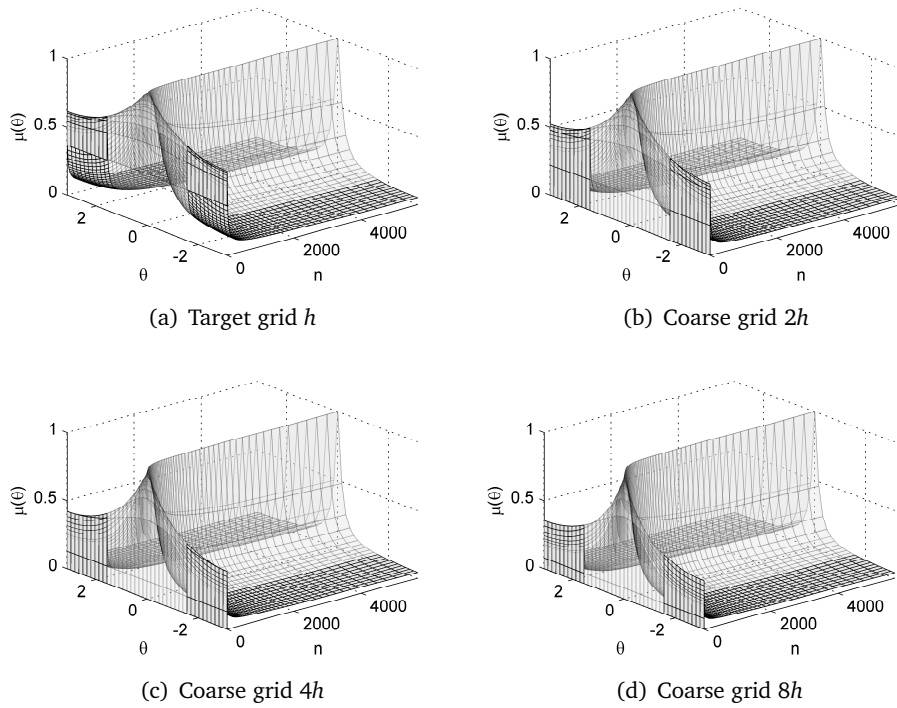 1
0.5
0
μ(θ)
2
0
-2
θ
0
2000
4000
n
(a) Target grid h
1
0.5
0
μ(θ)
2
0
-2
θ
0
2000
4000
n
(b) Coarse grid 2h
1
0.5
0
μ(θ)
2
0
-2
θ
0
2000
4000
n
(c) Coarse grid 4h
1
0.5
0
μ(θ)
2
0
-2
θ
0
2000
4000
n
(d) Coarse grid 8h